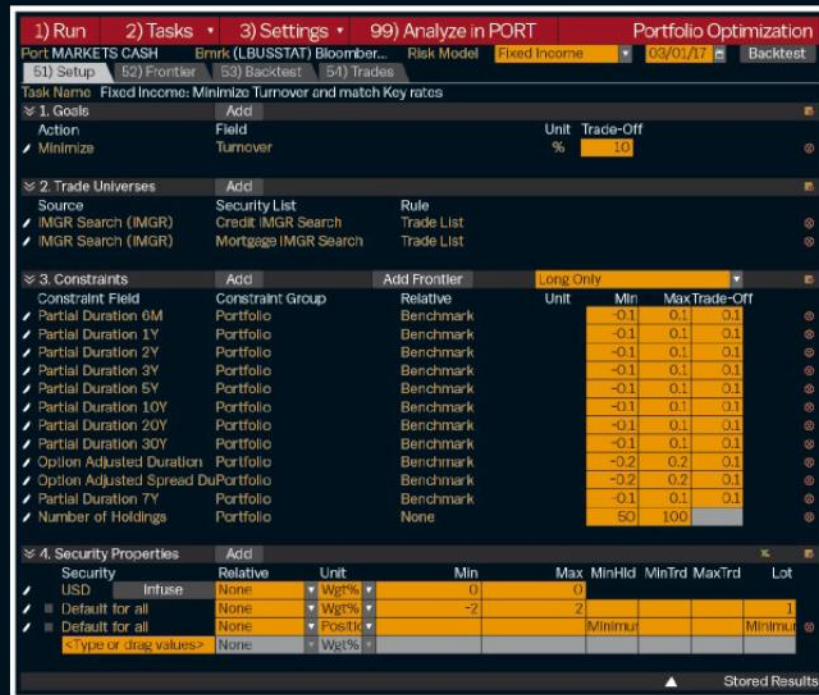 1) Run 2) Tasks 3) Settings 99) Analyze in PORT Portfolio Optimization
Port MARKETS CASH Bmrk (LBUSSTAT) Bloomber... Risk Model Fixed Income 03/01/17 Backtest
51) Setup 52) Frontier 53) Backtest 54) Trades
Task Name Fixed Income: Minimize Turnover and match Key rates
1. Goals Add
Action Field Unit Trade-Off
Minimize Turnover % 10
2. Trade Universes Add
Source Security List Rule
IMGR Search (IMGR) Credit IMGR Search Trade List
IMGR Search (IMGR) Mortgage IMGR Search Trade List
3. Constraints Add Add Frontier Long Only
Constraint Field Constraint Group Relative Unit Min Max Trade-Off
Partial Duration 6M Portfolio Benchmark -0.1 0.1 0.1
Partial Duration 1Y Portfolio Benchmark -0.1 0.1 0.1
Partial Duration 2Y Portfolio Benchmark -0.1 0.1 0.1
Partial Duration 3Y Portfolio Benchmark -0.1 0.1 0.1
Partial Duration 5Y Portfolio Benchmark -0.1 0.1 0.1
Partial Duration 10Y Portfolio Benchmark -0.1 0.1 0.1
Partial Duration 20Y Portfolio Benchmark -0.1 0.1 0.1
Partial Duration 30Y Portfolio Benchmark -0.1 0.1 0.1
Option Adjusted Duration Portfolio Benchmark -0.2 0.2 0.1
Option Adjusted Spread Du Portfolio Benchmark -0.2 0.2 0.1
Partial Duration 7Y Portfolio Benchmark -0.1 0.1 0.1
Number of Holdings Portfolio None 50 100
4. Security Properties Add
Security Relative Unit Min Max MinHld MinTrd MaxTrd Lot
USD Infuse None Wgt% 0 0
Default for all None Wgt% -2 2 1
Default for all None Positic Minimur Minimur
<Type or drag values> None Wgt%
Stored Results